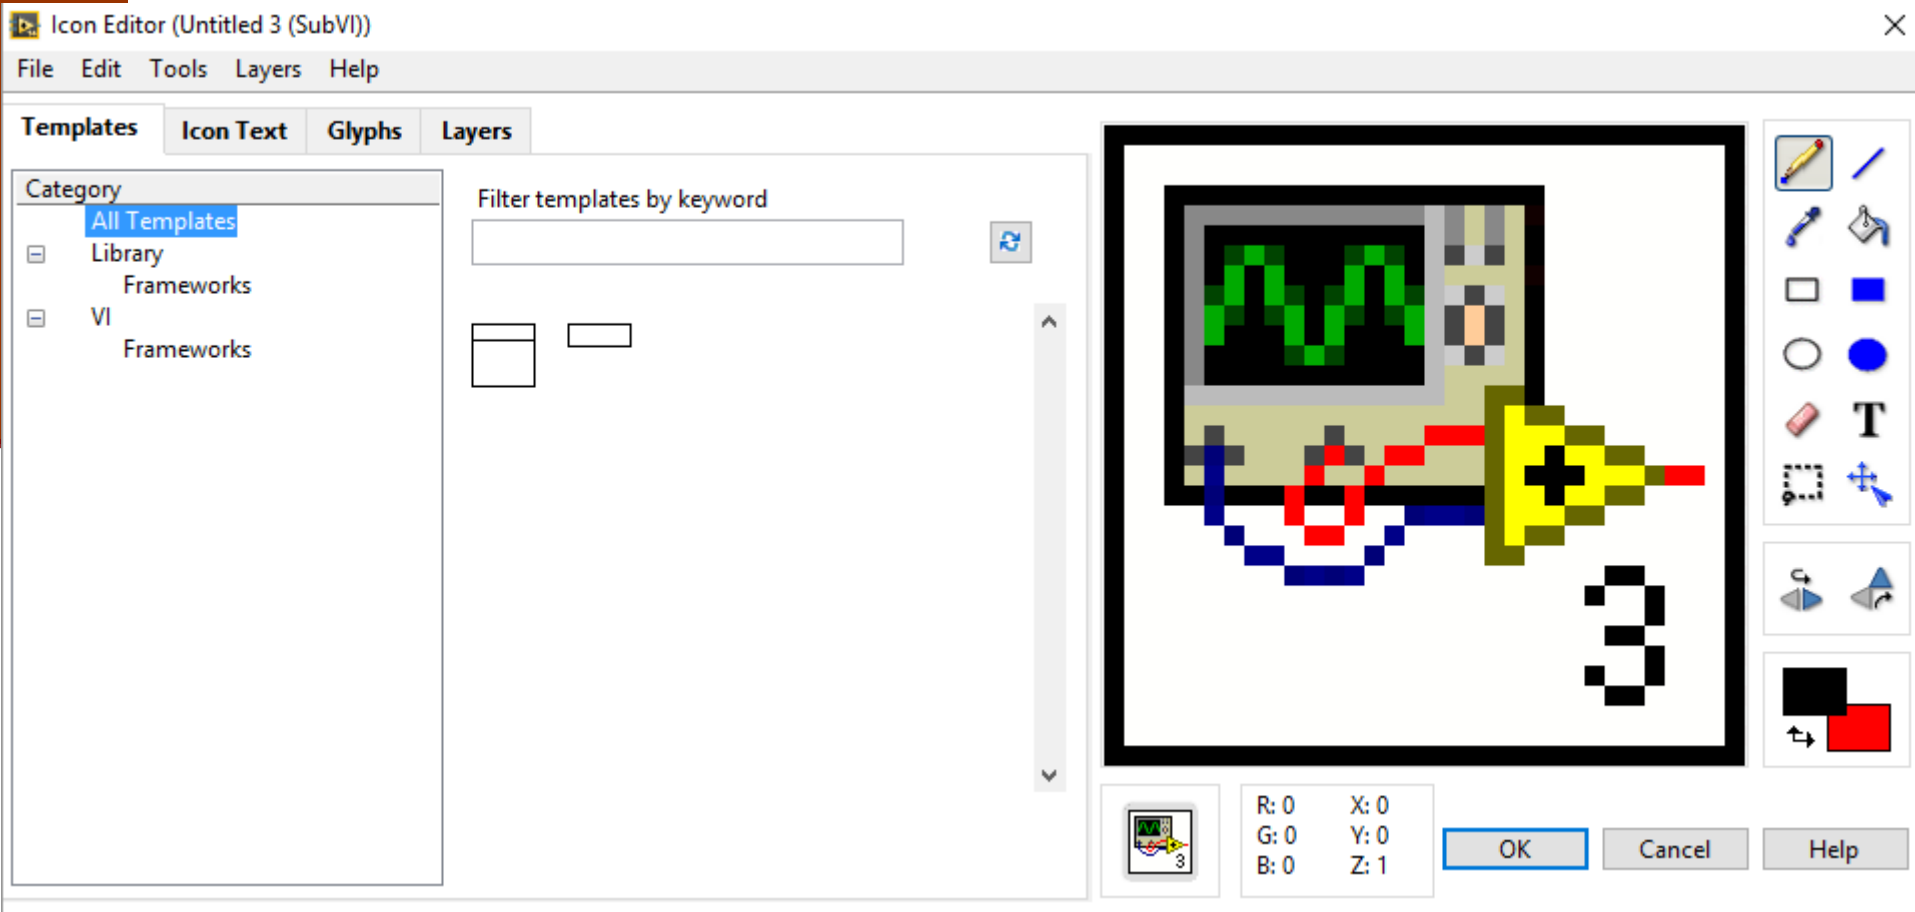 Icon Editor (Untitled 3 (SubVI))
File Edit Tools Layers Help
Templates Icon Text Glyphs Layers
Category
All Templates
Library
Frameworks
VI
Frameworks
Filter templates by keyword
T
3
3
R: 0 X: 0
G: 0 Y: 0
B: 0 Z: 1
OK Cancel Help